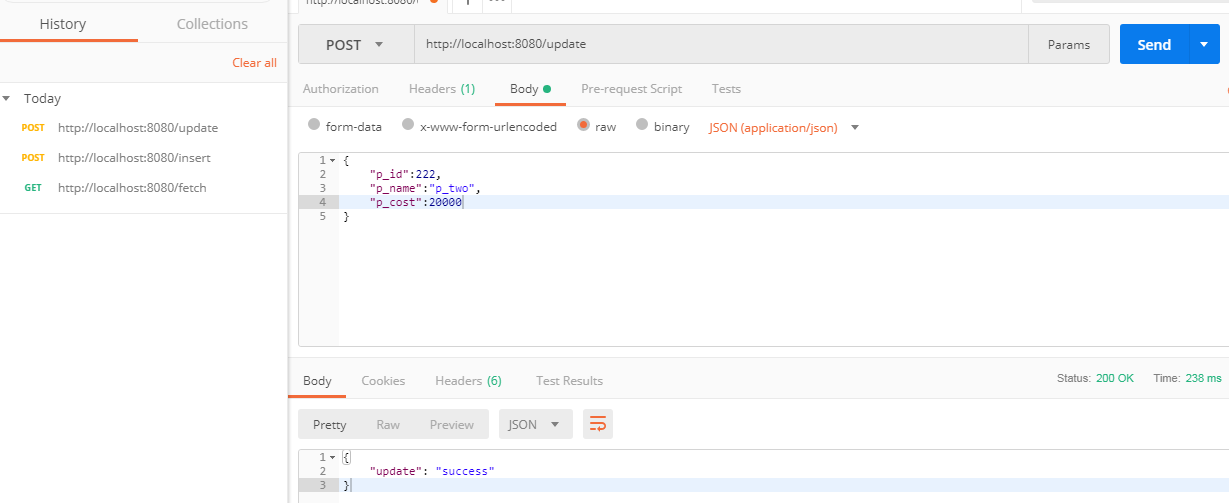 http://localhost:8080/
History
Collections
POST
http://localhost:8080/update
Params
Send
Clear all
Authorization
Headers (1)
Body
Pre-request Script
Tests
Today
POST http://localhost:8080/update
POST http://localhost:8080/insert
GET http://localhost:8080/fetch
form-data
x-www-form-urlencoded
raw
binary
JSON (application/json)
1 {
2 "p_id":222,
3 "p_name":"p_two",
4 "p_cost":20000
5 }
Body
Cookies
Headers (6)
Test Results
Status: 200 OK
Time: 238 ms
Pretty
Raw
Preview
JSON
1 {
2 "update": "success"
3 }